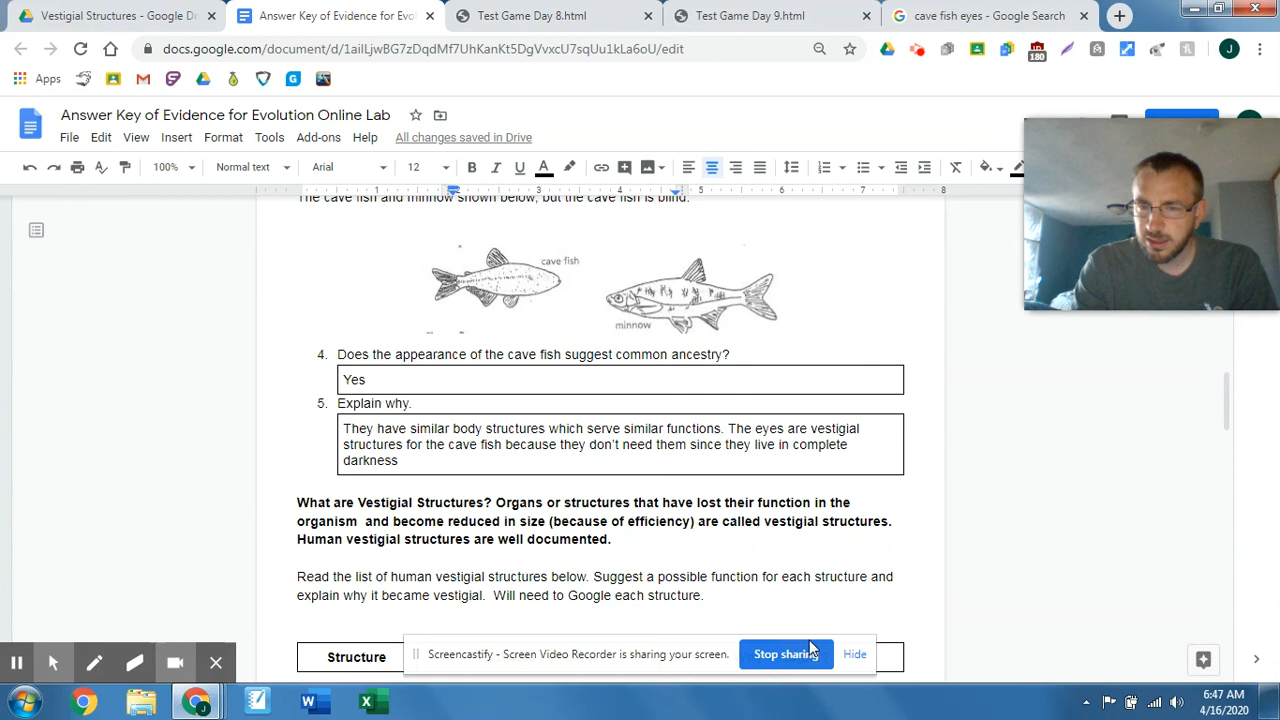 Vestigial Structures - Google D
Answer Key of Evidence for Evo
Test Game Day 8.html
Test Game Day 9.html
cave fish eyes - Google Search
docs.google.com/document/d/1ailLjwBG7zDqdMf7UhKanKt5DgVvxcU7sqUu1kLa6oU/edit
180
J
Apps
Answer Key of Evidence for Evolution Online Lab
File Edit View Insert Format Tools Add-ons Help All changes saved in Drive
100% Normal text Arial 12 B I U A
1 2 3 4 5 6 7 8
The cave fish and minnow shown below, but the cave fish is blind.
cave fish
minnow
4. Does the appearance of the cave fish suggest common ancestry?
Yes
5. Explain why.
They have similar body structures which serve similar functions. The eyes are vestigial
structures for the cave fish because they don't need them since they live in complete
darkness
What are Vestigial Structures? Organs or structures that have lost their function in the
organism and become reduced in size (because of efficiency) are called vestigial structures.
Human vestigial structures are well documented.
Read the list of human vestigial structures below. Suggest a possible function for each structure and
explain why it became vestigial. Will need to Google each structure.
Structure
Screencastify - Screen Video Recorder is sharing your screen.
Stop sharing
Hide
6:47 AM
4/16/2020